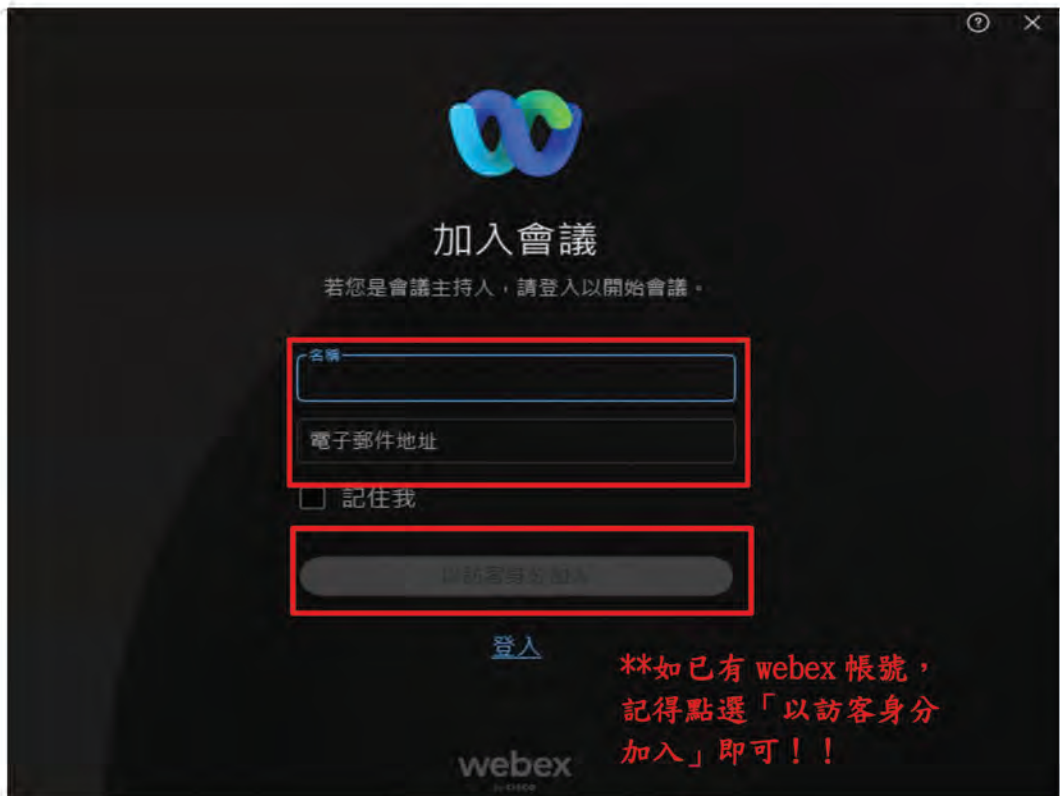 加入會議
若您是會議主持人，請登入以開始會議。
名稱
電子郵件地址
記住我
以訪客身分加入
登入
**如已有 webex 帳號，
記得點選「以訪客身分
加入」即可！！
webex
by CISCO